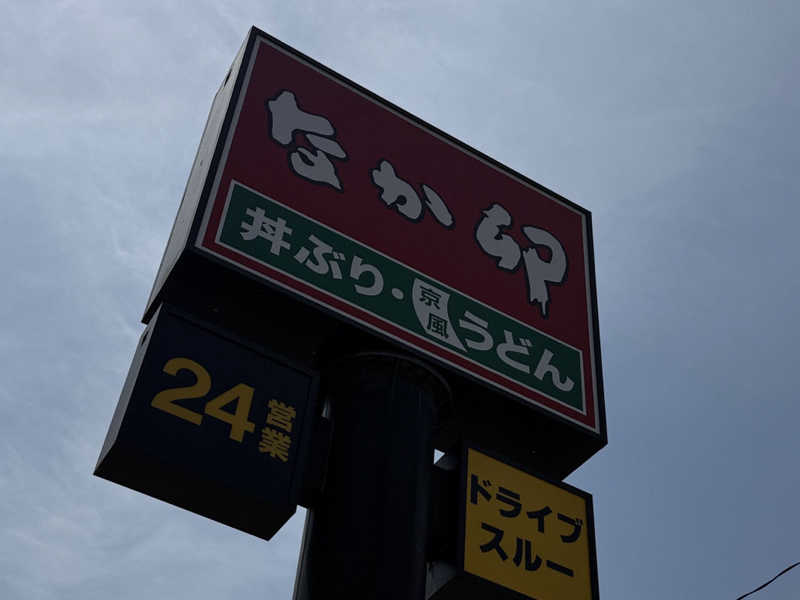 なか卯
丼ぶり・京風うどん
24営業
ドライブ
スルー